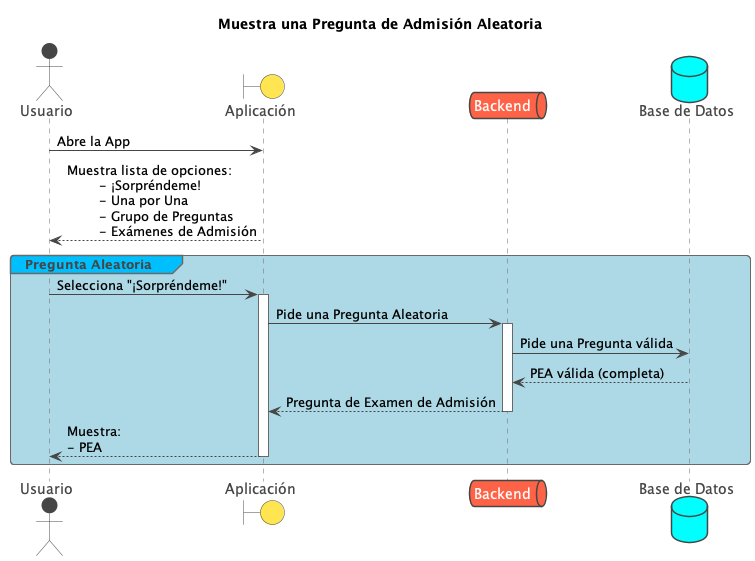 Muestra una Pregunta de Admisión Aleatoria
Usuario
Aplicación
Backend
Base de Datos
Abre la App
Muestra lista de opciones:
- ¡Sorpréndeme!
- Una por Una
- Grupo de Preguntas
- Exámenes de Admisión
Pregunta Aleatoria
Selecciona "¡Sorpréndeme!"
Pide una Pregunta Aleatoria
Pide una Pregunta válida
PEA válida (completa)
Pregunta de Examen de Admisión
Muestra:
- PEA
Usuario
Aplicación
Backend
Base de Datos